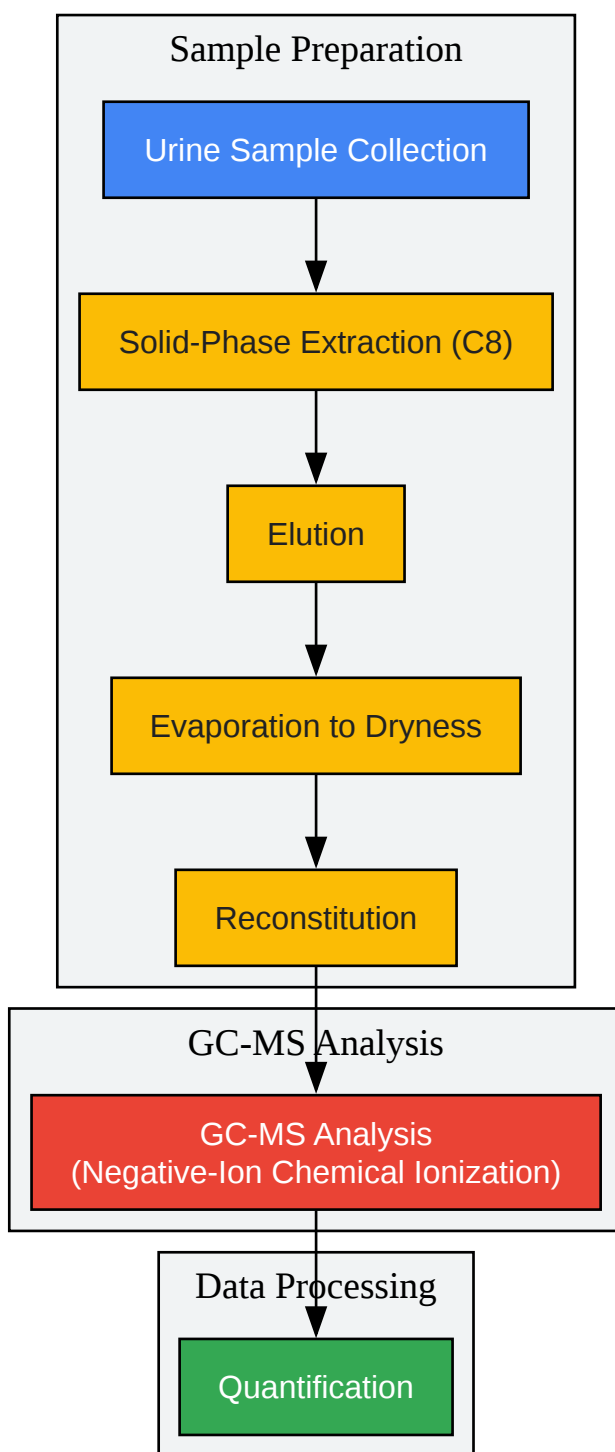 Sample Preparation
Urine Sample Collection
Solid-Phase Extraction (C8)
Elution
Evaporation to Dryness
Reconstitution
GC-MS Analysis
GC-MS Analysis
(Negative-Ion Chemical Ionization)
Data Processing
Quantification